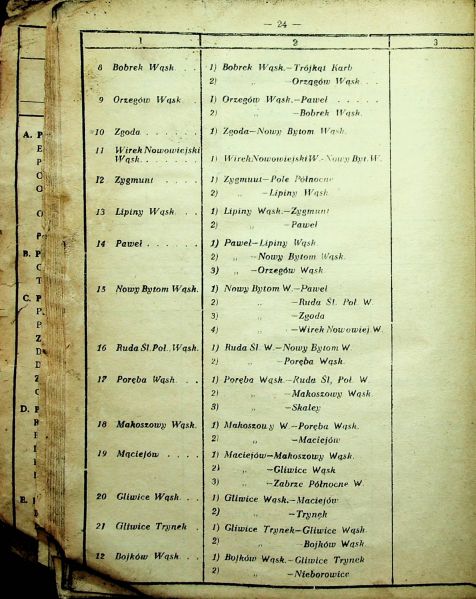 — 24 —
1 2 3
8 Bobrek Wąsk. . . 1) Bobrek Wąsk.—Trójkąt Karb
2) „ —Orzągów Wąsk. . .
9 Orzegów Wąsk . 1) Orzegów Wąsk.—Paweł . . . . .
2) „ —Bobrek Wąsk.
10 Zgoda . . . . . . 1) Zgoda—Nowy Bytom Wąsk.
11 Wirek Nowowiejski
Wąsk. . . . . . . 1) Wirek Nowowiejski W.—Nowy Byt. W.
12 Zygmunt . . . . 1) Zygmunt—Pole Północne
2) „ —Lipiny Wąsk
13 Lipiny Wąsk. . . 1) Lipiny Wąsk.—Zygmunt
2) „ —Paweł
14 Paweł . . . . . . 1) Paweł—Lipiny Wąsk.
2) „ —Nowy Bytom Wąsk.
3) „ —Orzegów Wąsk
15 Nowy Bytom Wąsk. 1) Nowy Bytom W.—Paweł
2) „ —Ruda Śl. Poł. W.
3) „ —Zgoda
4) „ —Wirek Nowowiej W.
16 Ruda Śl. Poł. Wąsk. 1) Ruda Śl. W.—Nowy Bytom W.
2) „ —Poręba Wąsk.
17 Poręba Wąsk. . . 1) Poręba Wąsk.—Ruda Śl, Poł. W.
2) „ —Makoszowy Wąsk.
3) „ —Skaley
18 Makoszowy Wąsk. 1) Makoszowy W.—Poręba Wąsk.
2) „ —Maciejów
19 Mąciejów . . . . 1) Maciejów—Makoszowy Wąsk.
2) „ —Gliwice Wąsk
3) „ —Zabrze Północne W.
20 Gliwice Wąsk. . . 1) Gliwice Wąsk.—Maciejów
2) „ —Trynek
21 Gliwice Trynek . 1) Gliwice Trynek—Gliwice Wąsk.
2) „ —Bojków Wąsk.
12 Bojków Wąsk. . . 1) Bojków Wąsk.—Gliwice Trynek
2) „ —Nieborowice
A. P
B. P
C. P
D.
E.